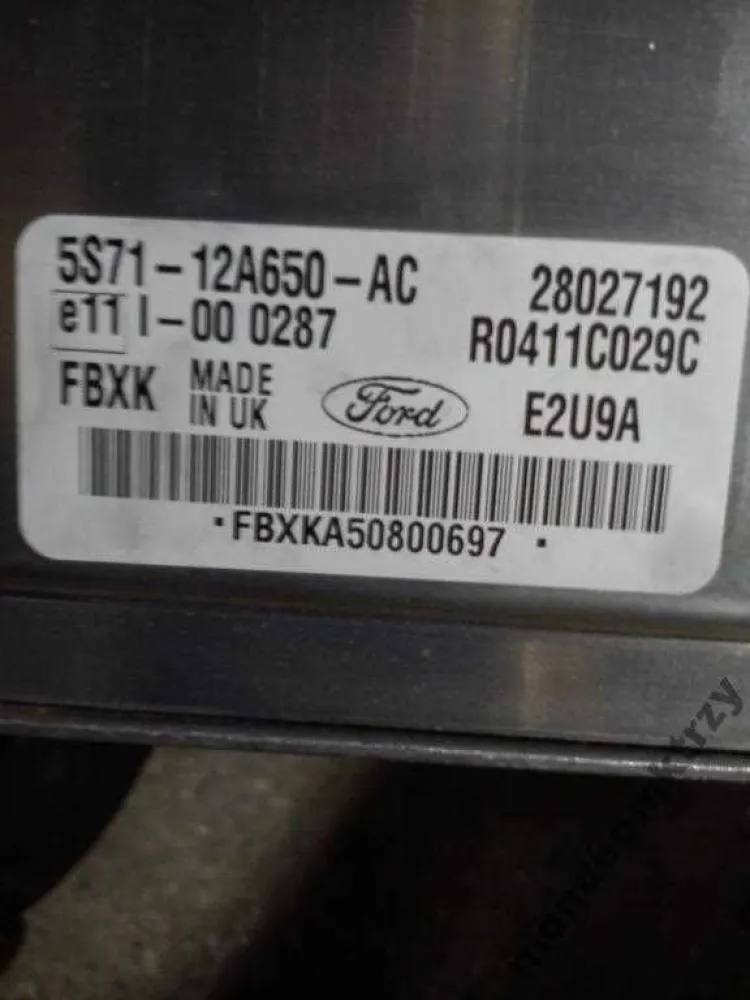 5S71-12A650-AC 28027192
e11 I-00 0287 R0411C029C
FBXK MADE IN UK Ford E2U9A
*FBXKA50800697 *